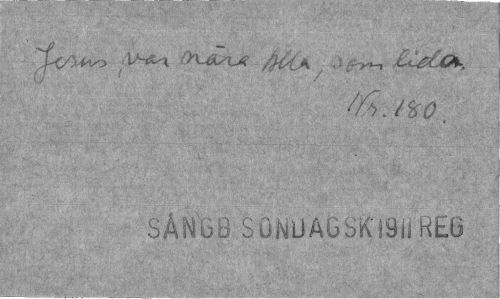 Jesus, var nära alla, som lida.
Nr. 180.
SÅNGB SÖNDAGSK 1911 REG